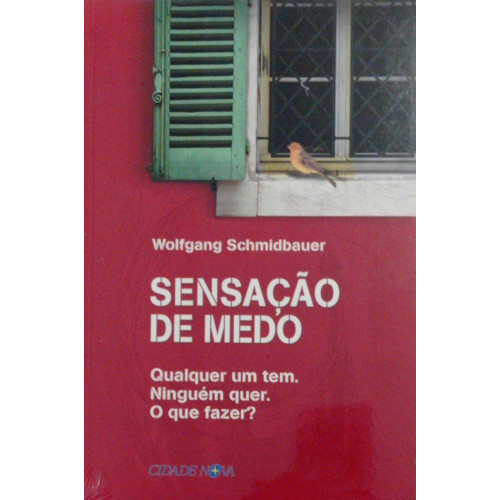 Wolfgang Schmidbauer
SENSAÇÃO
DE MEDO
Qualquer um tem.
Ninguém quer.
O que fazer?
CIDADE NOVA